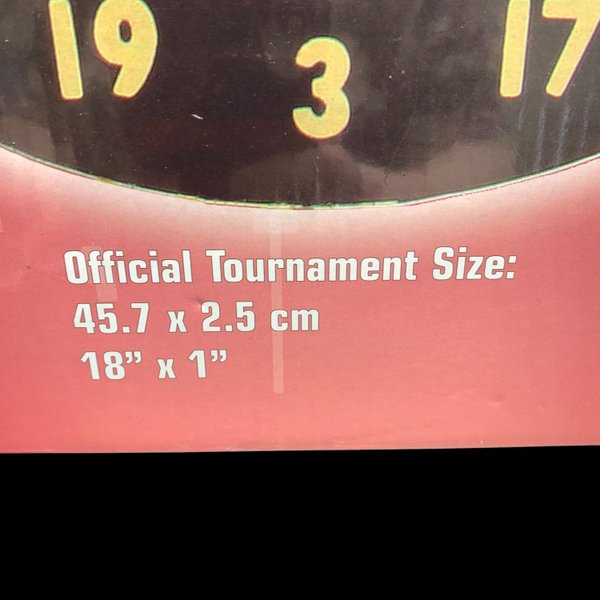 19 3 17
Official Tournament Size:
45.7 x 2.5 cm
18” x 1”